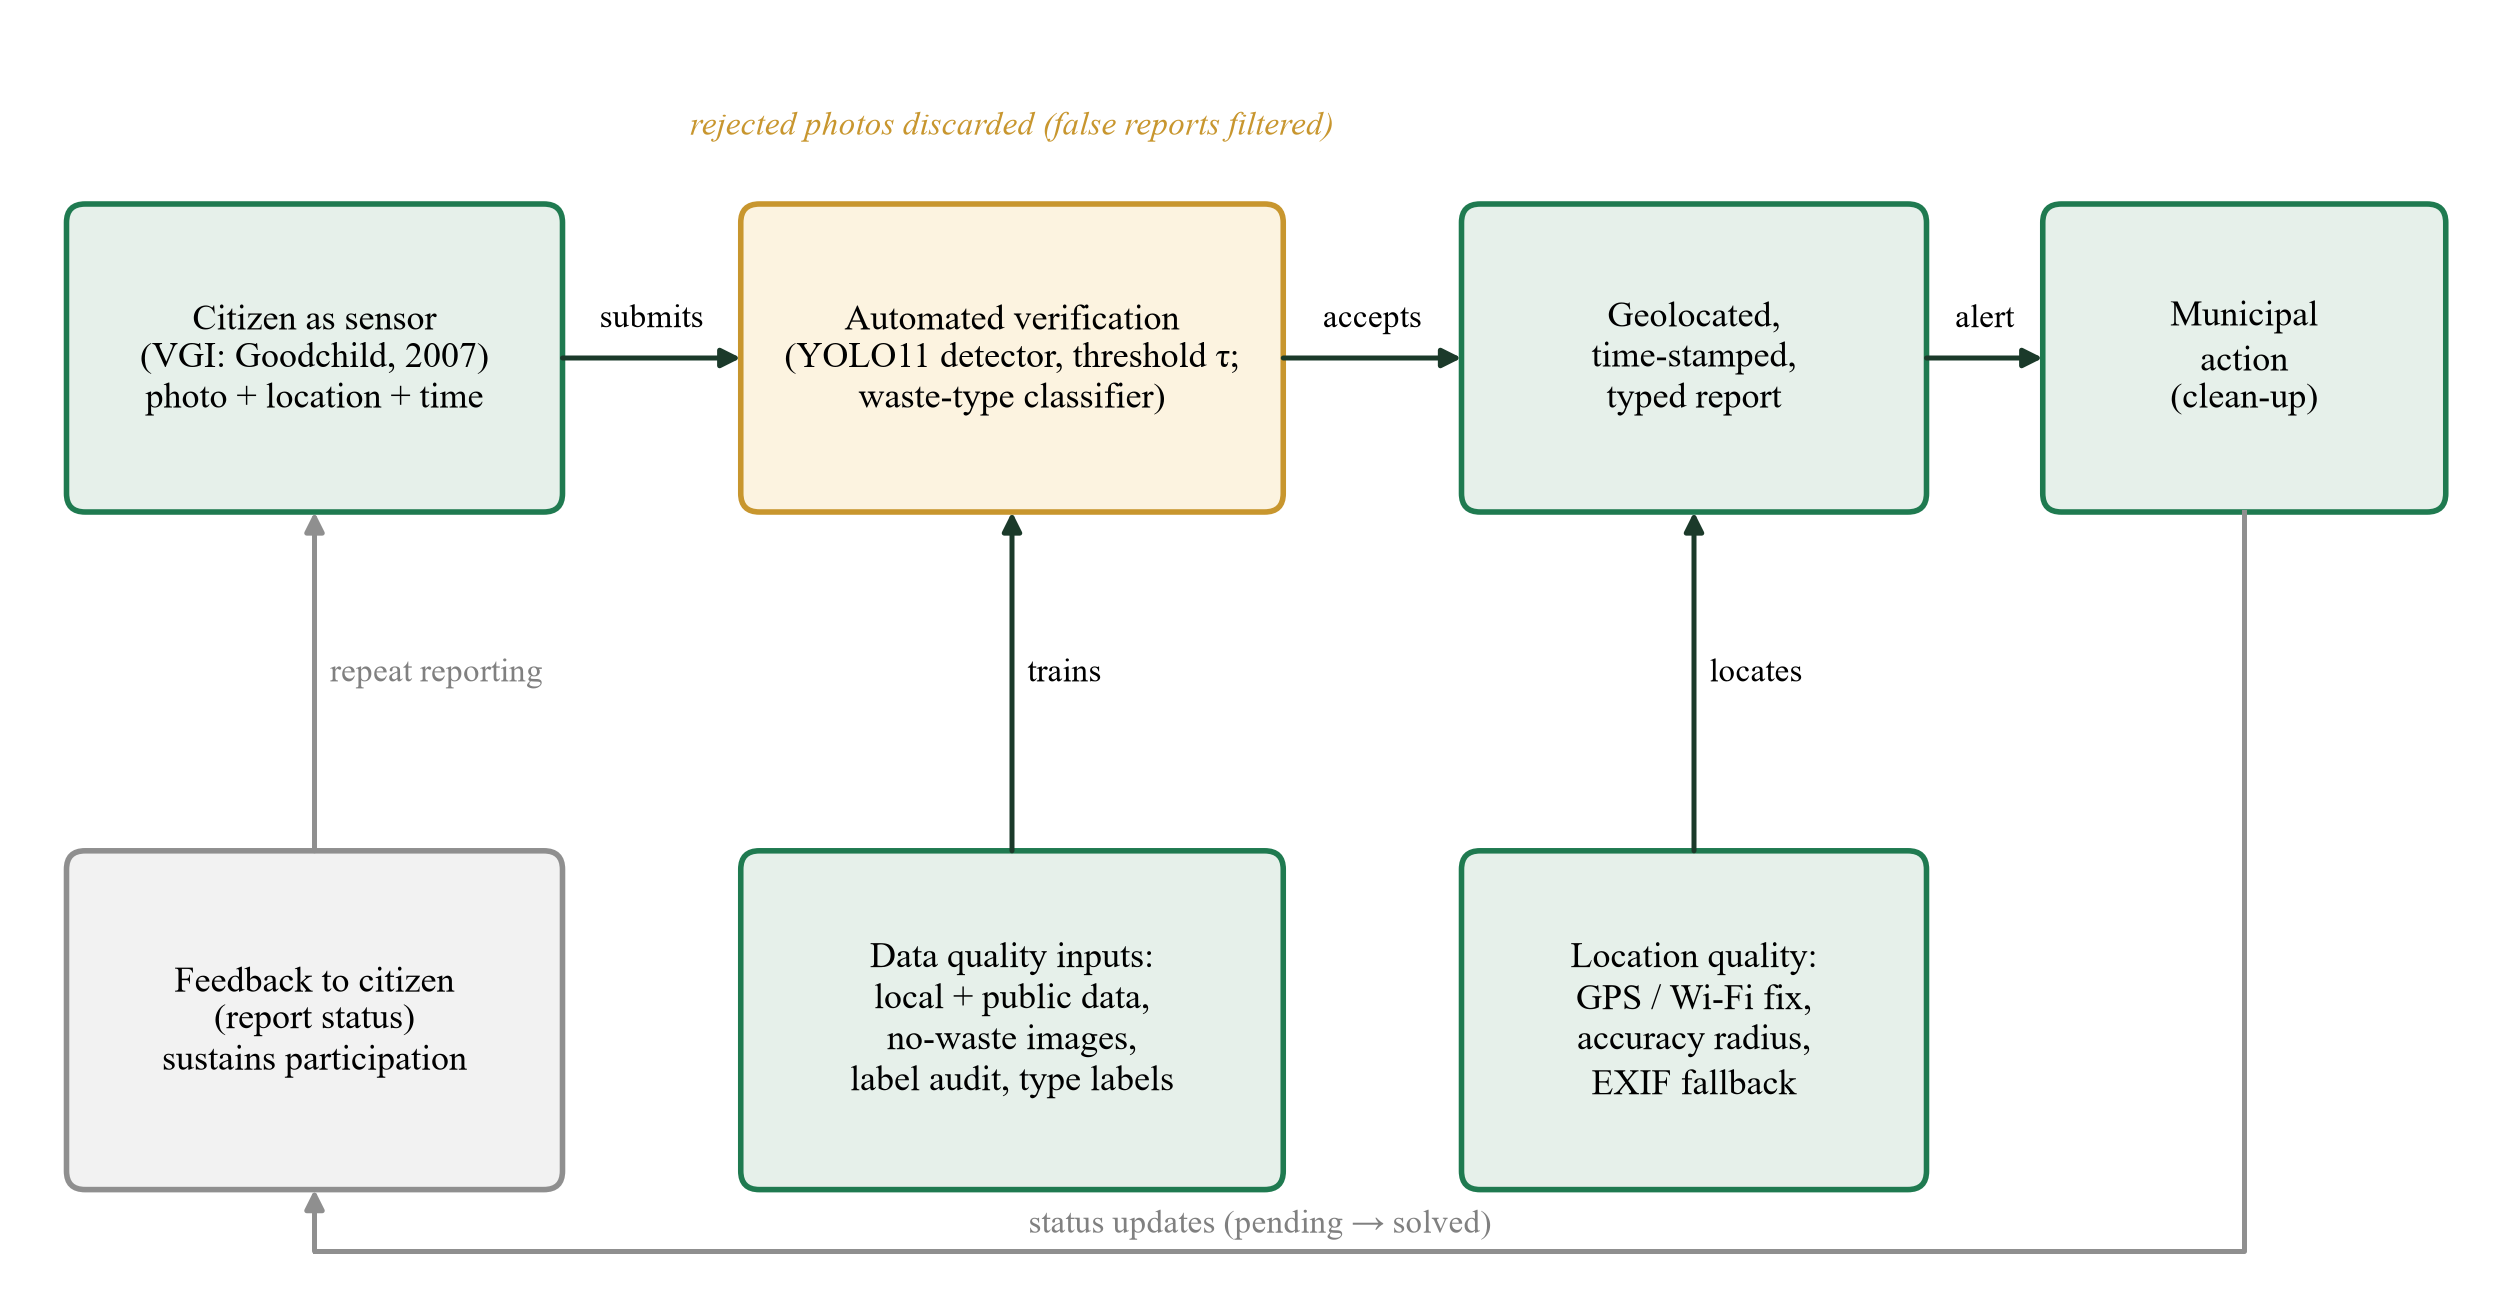 rejected photos discarded (false reports filtered)
Citizen as sensor
(VGI: Goodchild, 2007)
photo + location + time
submits
Automated verification
(YOLO11 detector, threshold τ;
waste-type classifier)
accepts
Geolocated,
time-stamped,
typed report
alert
Municipal
action
(clean-up)
repeat reporting
trains
locates
Feedback to citizen
(report status)
sustains participation
Data quality inputs:
local + public data,
no-waste images,
label audit, type labels
Location quality:
GPS / Wi-Fi fix,
accuracy radius,
EXIF fallback
status updates (pending → solved)